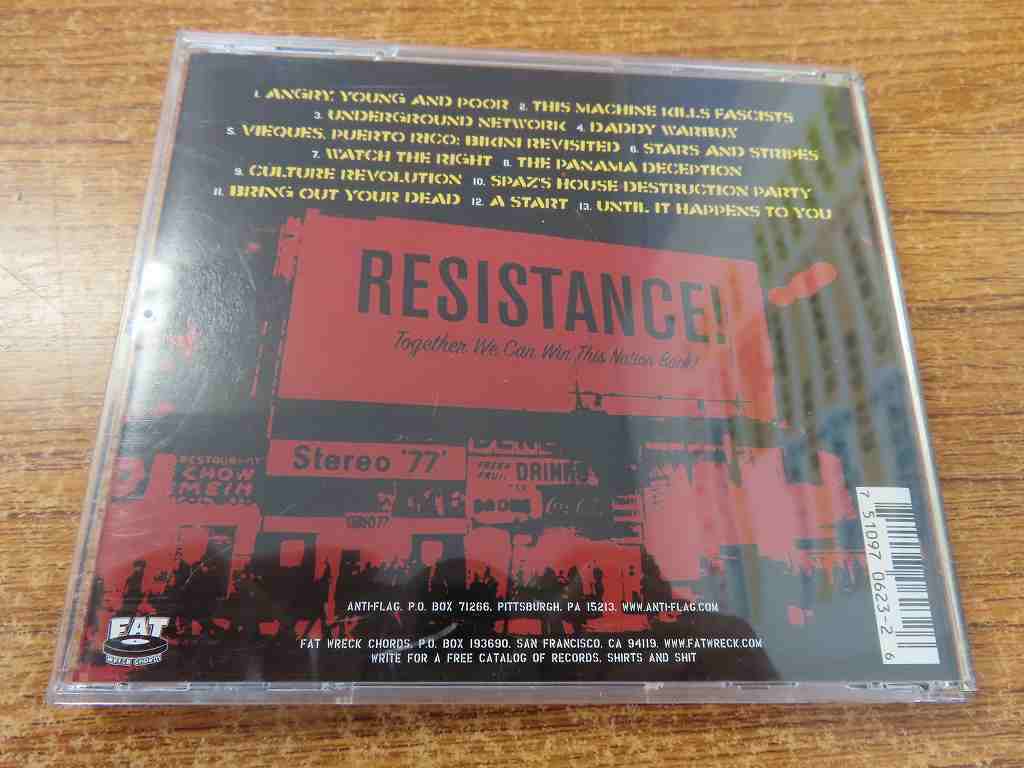 1. ANGRY, YOUNG AND POOR 2. THIS MACHINE KILLS FASCISTS
3. UNDERGROUND NETWORK 4. DADDY WARBUX
5. VIEQUES, PUERTO RICO: BIKINI REVISITED 6. STARS AND STRIPES
7. WATCH THE RIGHT 8. THE PANAMA DECEPTION
9. CULTURE REVOLUTION 10. SPAZ'S HOUSE DESTRUCTION PARTY
11. BRING OUT YOUR DEAD 12. A START 13. UNTIL IT HAPPENS TO YOU
RESISTANCE!
Together We Can Win This Nation Back!
RESTAURANT
CHOW
MEIN
Stereo '77'
FRESH
FRUIT DRINKS
ANTI-FLAG. P.O. BOX 71266. PITTSBURGH. PA 15213. WWW.ANTI-FLAG.COM
FAT WRECK CHORDS. P.O. BOX 193690. SAN FRANCISCO. CA 94119. WWW.FATWRECK.COM
WRITE FOR A FREE CATALOG OF RECORDS. SHIRTS AND SHIT
FAT
WRECK CHORDS
7 51097 0623-2 6